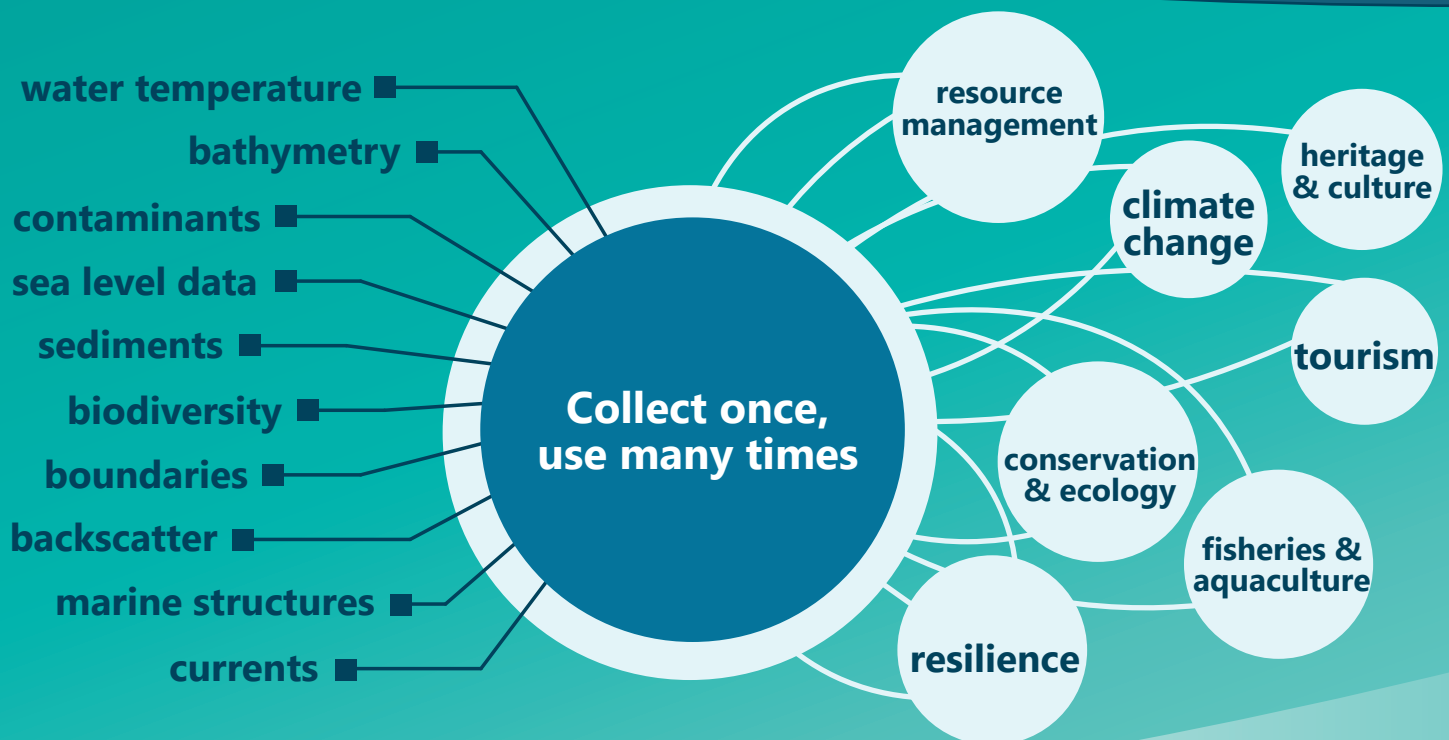 water temperature
bathymetry
contaminants
sea level data
sediments
biodiversity
boundaries
backscatter
marine structures
currents
Collect once,
use many times
resource
management
heritage
& culture
climate
change
tourism
conservation
& ecology
fisheries &
aquaculture
resilience